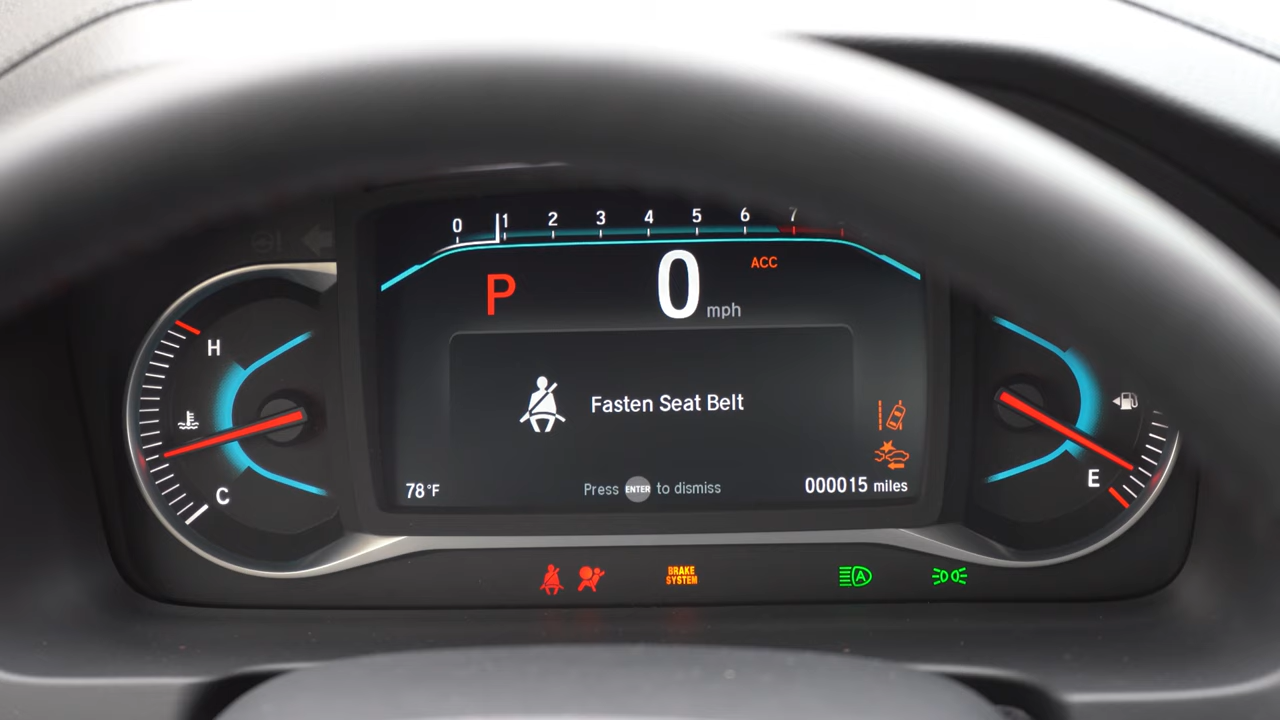 0 1 2 3 4 5 6 7
P
0 mph
ACC
H
C
Fasten Seat Belt
E
78°F
Press ENTER to dismiss
000015 miles
BRAKE
SYSTEM
A